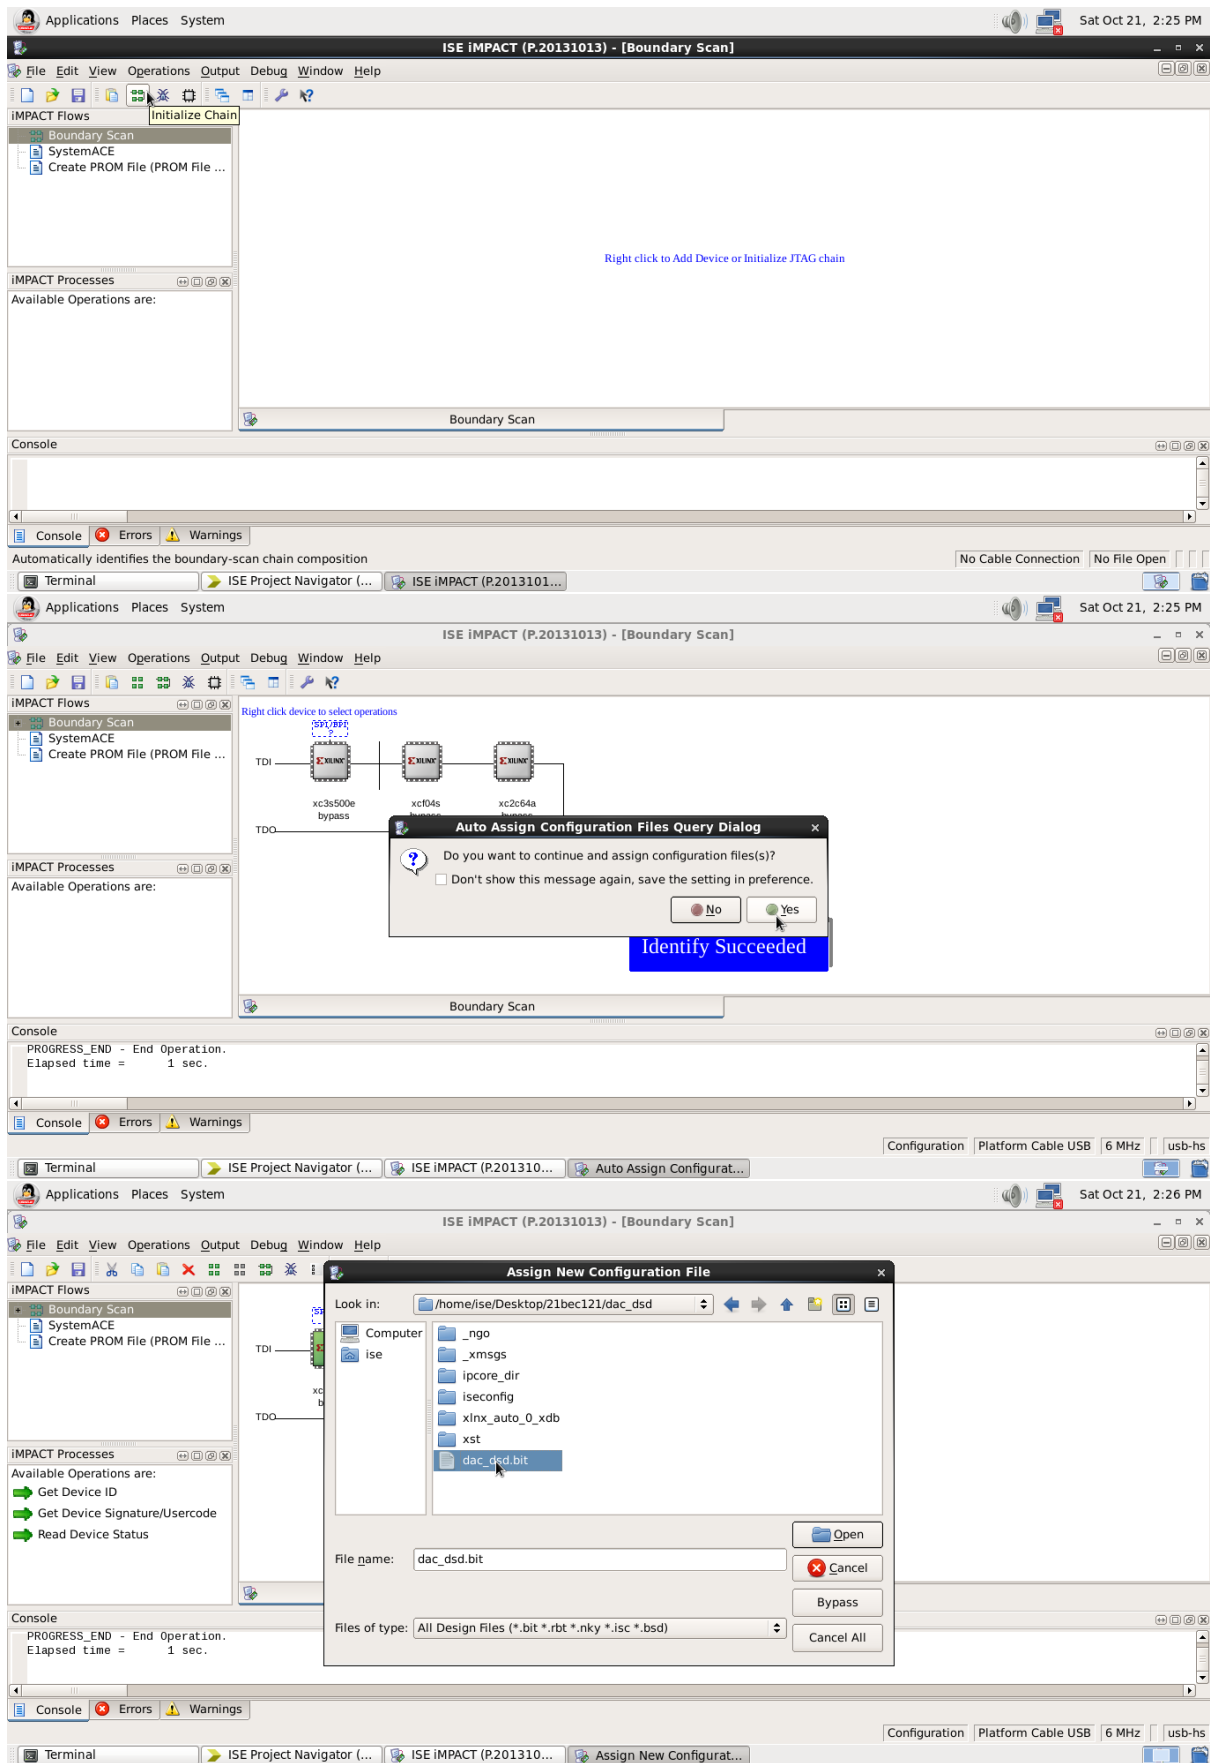 Applications Places System Sat Oct 21, 2:25 PM
ISE iMPACT (P.20131013) - [Boundary Scan]
File Edit View Operations Output Debug Window Help
Initialize Chain
iMPACT Flows
Boundary Scan
SystemACE
Create PROM File (PROM File ...
Right click to Add Device or Initialize JTAG chain
iMPACT Processes
Available Operations are:
Boundary Scan
Console
Console Errors Warnings
Automatically identifies the boundary-scan chain composition No Cable Connection No File Open
Terminal ISE Project Navigator (... ISE iMPACT (P.2013101...
Applications Places System Sat Oct 21, 2:25 PM
ISE iMPACT (P.20131013) - [Boundary Scan]
File Edit View Operations Output Debug Window Help
iMPACT Flows
Boundary Scan
SystemACE
Create PROM File (PROM File ...
Right click device to select operations
SPI/BPI
?
TDI XILINX XILINX XILINX
xc3s500e xcf04s xc2c64a
bypass bypass bypass
TDO
Auto Assign Configuration Files Query Dialog
Do you want to continue and assign configuration files(s)?
Don't show this message again, save the setting in preference.
No Yes
Identify Succeeded
iMPACT Processes
Available Operations are:
Boundary Scan
Console
PROGRESS_END - End Operation.
Elapsed time = 1 sec.
Console Errors Warnings
Configuration Platform Cable USB 6 MHz usb-hs
Terminal ISE Project Navigator (... ISE iMPACT (P.201310... Auto Assign Configurat...
Applications Places System Sat Oct 21, 2:26 PM
ISE iMPACT (P.20131013) - [Boundary Scan]
File Edit View Operations Output Debug Window Help
iMPACT Flows
Boundary Scan
SystemACE
Create PROM File (PROM File ...
TDI
xc
b
TDO
Assign New Configuration File
Look in: /home/ise/Desktop/21bec121/dac_dsd
Computer
ise
_ngo
_xmsgs
ipcore_dir
iseconfig
xlnx_auto_0_xdb
xst
dac_dsd.bit
Open
File name: dac_dsd.bit
Cancel
Bypass
Files of type: All Design Files (*.bit *.rbt *.nky *.isc *.bsd)
Cancel All
iMPACT Processes
Available Operations are:
Get Device ID
Get Device Signature/Usercode
Read Device Status
Console
PROGRESS_END - End Operation.
Elapsed time = 1 sec.
Console Errors Warnings
Configuration Platform Cable USB 6 MHz usb-hs
Terminal ISE Project Navigator (... ISE iMPACT (P.201310... Assign New Configurat...